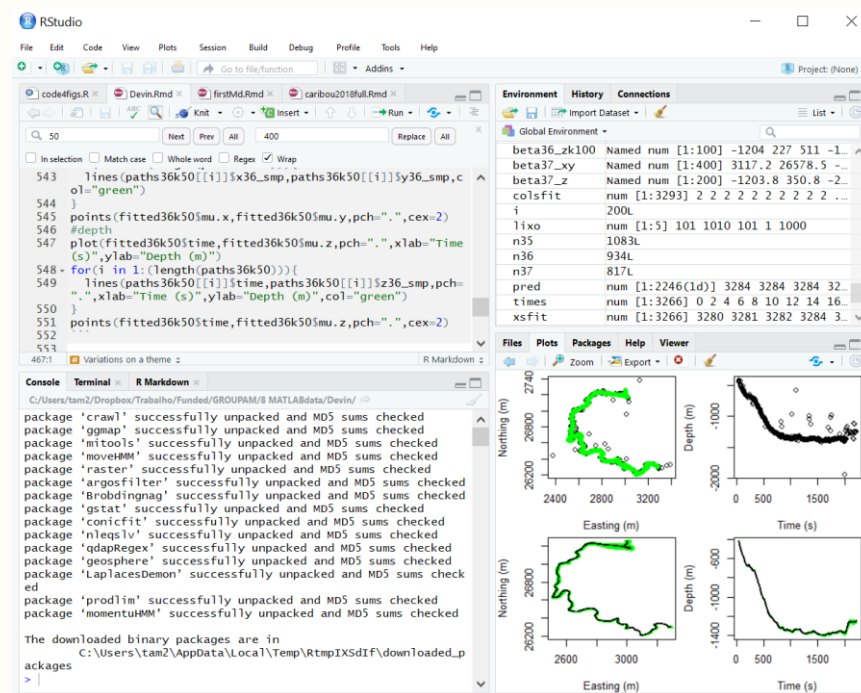 RStudio
File Edit Code View Plots Session Build Debug Profile Tools Help
Go to file/function Addins Project: (None)
code4figs.R Devin.Rmd firstMd.Rmd caribou2018full.Rmd
ABC Knit Insert Run
50 Next Prev All 400 Replace All
In selection Match case Whole word Regex Wrap
543 lines(paths36k50[[i]]$x36_smp,paths36k50[[i]]$y36_smp,c
ol="green")
544 }
545 points(fitted36k50$mu.x,fitted36k50$mu.y,pch=".",cex=2)
546 #depth
547 plot(fitted36k50$time,fitted36k50$mu.z,pch=".",xlab="Time
(s)",ylab="Depth (m)")
548 for(i in 1:(length(paths36k50))){
549 lines(paths36k50[[i]]$time,paths36k50[[i]]$z36_smp,pch=
".",xlab="Time (s)",ylab="Depth (m)",col="green")
550 }
551 points(fitted36k50$time,fitted36k50$mu.z,pch=".",cex=2)
552 ```
553
467:1 Variations on a theme R Markdown
Console Terminal R Markdown
C:/Users/tam2/Dropbox/Trabalho/Funded/GROUPAM/8 MATLABdata/Devin/
package ‘crawl’ successfully unpacked and MD5 sums checked
package ‘ggmap’ successfully unpacked and MD5 sums checked
package ‘mitools’ successfully unpacked and MD5 sums checked
package ‘moveHMM’ successfully unpacked and MD5 sums checked
package ‘raster’ successfully unpacked and MD5 sums checked
package ‘argosfilter’ successfully unpacked and MD5 sums checked
package ‘Brobdingnag’ successfully unpacked and MD5 sums checked
package ‘gstat’ successfully unpacked and MD5 sums checked
package ‘conicfit’ successfully unpacked and MD5 sums checked
package ‘nleqslv’ successfully unpacked and MD5 sums checked
package ‘qdapRegex’ successfully unpacked and MD5 sums checked
package ‘geosphere’ successfully unpacked and MD5 sums checked
package ‘LaplacesDemon’ successfully unpacked and MD5 sums check
ed
package ‘prodlim’ successfully unpacked and MD5 sums checked
package ‘momentuHMM’ successfully unpacked and MD5 sums checked
The downloaded binary packages are in
C:\Users\tam2\AppData\Local\Temp\RtmpIXSdIf\downloaded_p
ackages
>
Environment History Connections
Import Dataset List
Global Environment
beta36_zk100 Named num [1:100] -1204 227 511 -1…
beta37_xy Named num [1:400] 3117.2 26578.5 -…
beta37_z Named num [1:200] -1203.8 350.8 -2…
colsfit num [1:3293] 2 2 2 2 2 2 2 2 2 2 ...
i 200L
lixo num [1:5] 101 1010 101 1 1000
n35 1083L
n36 934L
n37 817L
pred num [1:2246(1d)] 3284 3284 3284 32…
times num [1:3266] 0 2 4 6 8 10 12 14 16…
xsfit num [1:3266] 3280 3281 3282 3284 3…
Files Plots Packages Help Viewer
Zoom Export
Northing (m)
26200 26800 2740
2400 2800 3200
Easting (m)
Depth (m)
-2000 -1000
0 500 1500
Time (s)
Northing (m)
26200 26800
2600 3000
Easting (m)
Depth (m)
-1400 -1000 -600
0 500 1500
Time (s)